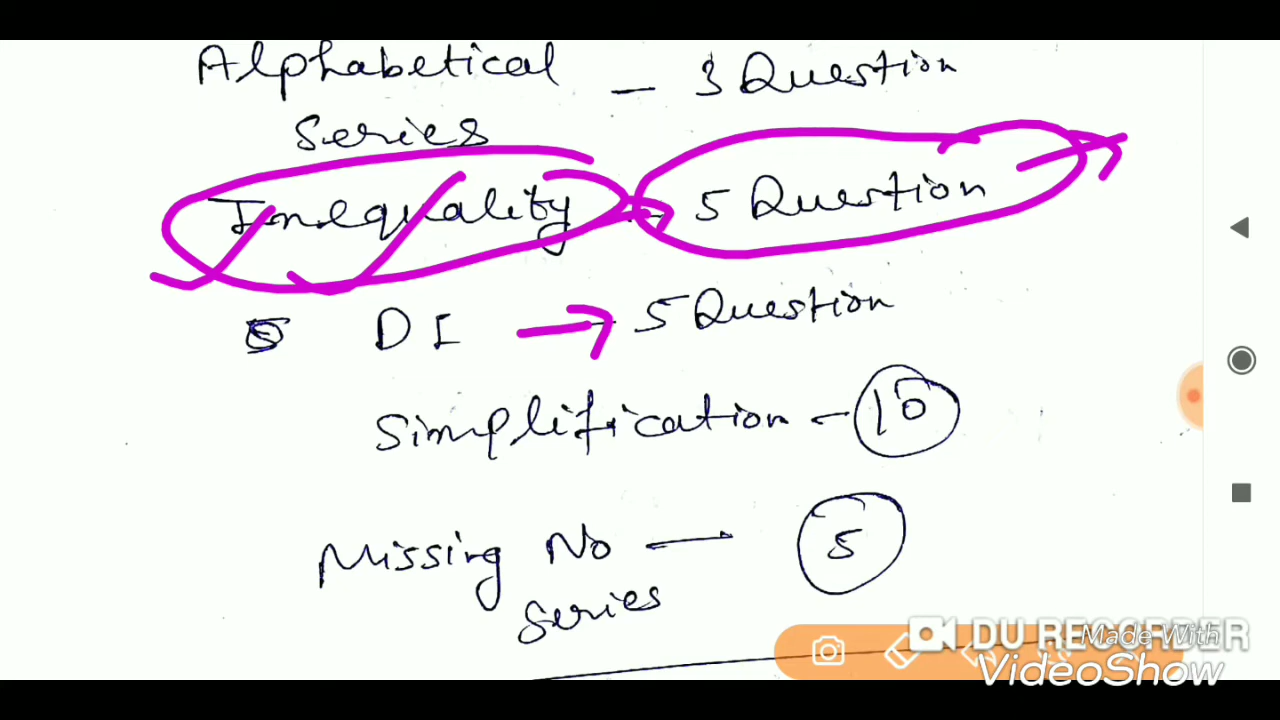 Alphabetical - 3 Question
Series
Inequality - 5 Question
DI - 5 Question
Simplification - 10
Missing No — 5
Series
DU RECORDER
Made With
VideoShow